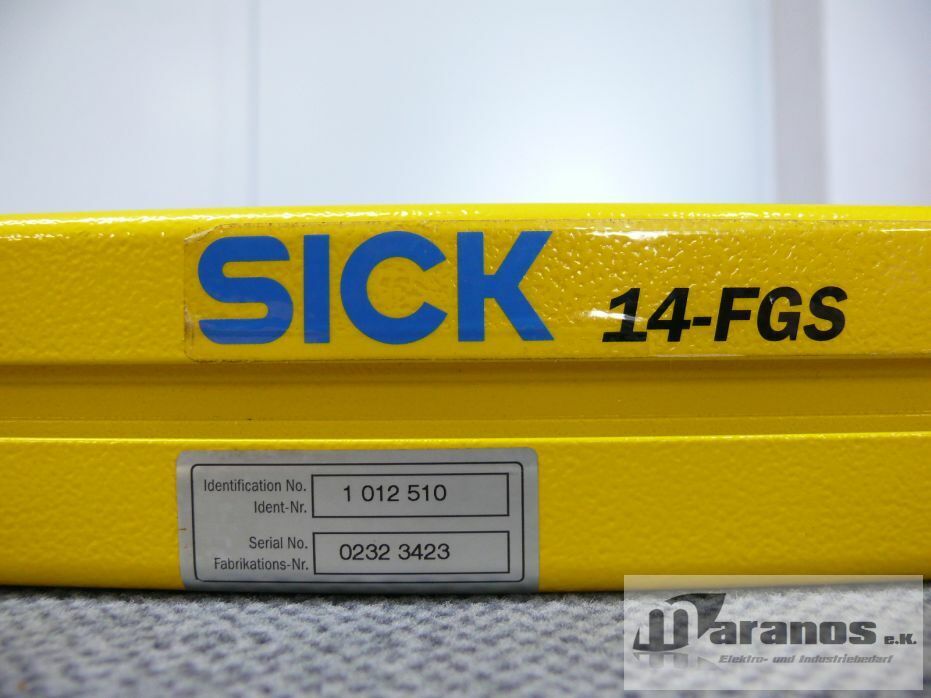 SICK 14-FGS
Identification No.
Ident-Nr.
1 012 510
Serial No.
Fabrikations-Nr.
0232 3423
Maranos e.K.
Elektro- und Industriebedarf